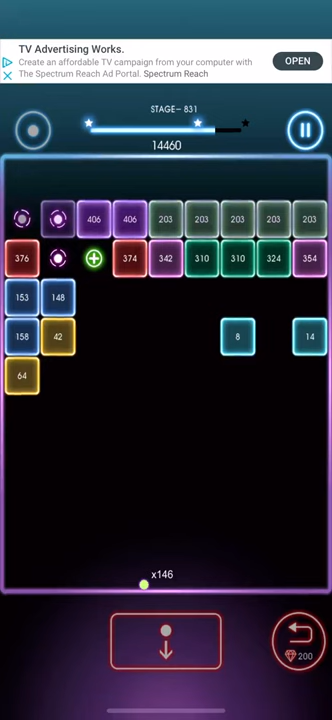 TV Advertising Works.
Create an affordable TV campaign from your computer with
The Spectrum Reach Ad Portal. Spectrum Reach
OPEN
STAGE- 831
14460
406 406 203 203 203 203 203
376 374 342 310 310 324 354
153 148
158 42 8 14
64
x146
200